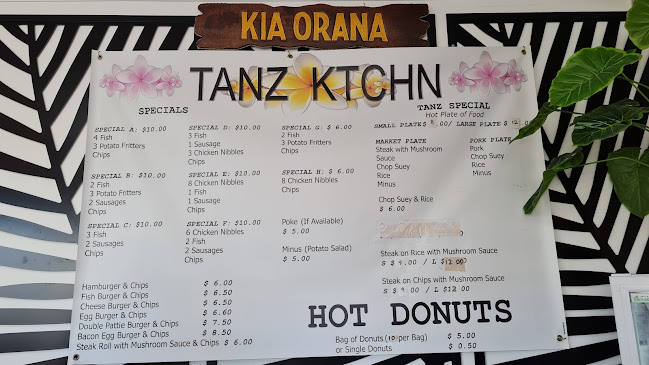 KIA ORANA
TANZ KTCHN
SPECIALS
SPECIAL A: $10.00
4 Fish
3 Potato Fritters
Chips
SPECIAL B: $10.00
2 Fish
3 Potato Fritters
2 Sausages
Chips
SPECIAL C: $10.00
3 Fish
2 Sausages
Chips
SPECIAL D: $10.00
3 Fish
1 Sausage
3 Chicken Nibbles
Chips
SPECIAL E: $10.00
8 Chicken Nibbles
1 Fish
1 Sausage
Chips
SPECIAL F: $10.00
6 Chicken Nibbles
2 Fish
2 Sausages
Chips
SPECIAL G: $ 6.00
2 Fish
3 Potato Fritters
Chips
SPECIAL H: $ 6.00
8 Chicken Nibbles
Chips
Poke (If Available)
$ 5.00
Minus (Potato Salad)
$ 5.00
TANZ SPECIAL
Hot Plate of Food
SMALL PLATE$ / LARGE PLATE $
MARKET PLATE
Steak with Mushroom
Sauce
Chop Suey
Rice
Minus
PORK PLATE
Pork
Chop Suey
Rice
Minus
Chop Suey & Rice
$ 6.00
Steak on Rice with Mushroom Sauce
S $ 9.00 / L $12.00
Steak on Chips with Mushroom Sauce
S $ 9.00 / L $12.00
Hamburger & Chips $ 6.00
Fish Burger & Chips $ 6.50
Cheese Burger & Chips $ 6.50
Egg Burger & Chips $ 6.60
Double Pattie Burger & Chips $ 7.50
Bacon Egg Burger & Chips $ 8.50
Steak Roll with Mushroom Sauce & Chips $ 6.00
HOT DONUTS
Bag of Donuts (10 per Bag) $ 5.00
or Single Donuts $ 0.50